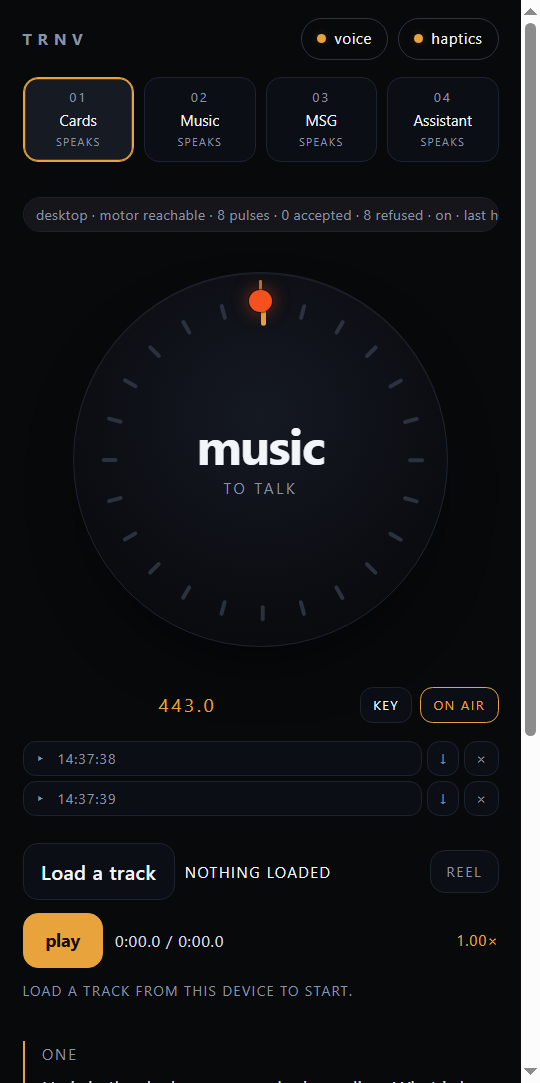 TRNV
voice
haptics
01
Cards
SPEAKS
02
Music
SPEAKS
03
MSG
SPEAKS
04
Assistant
SPEAKS
desktop · motor reachable · 8 pulses · 0 accepted · 8 refused · on · last
music
TO TALK
443.0
KEY
ON AIR
▸ 14:37:38 ↓ ×
▸ 14:37:39 ↓ ×
Load a track
NOTHING LOADED
REEL
play
0:00.0 / 0:00.0
1.00×
LOAD A TRACK FROM THIS DEVICE TO START.
ONE